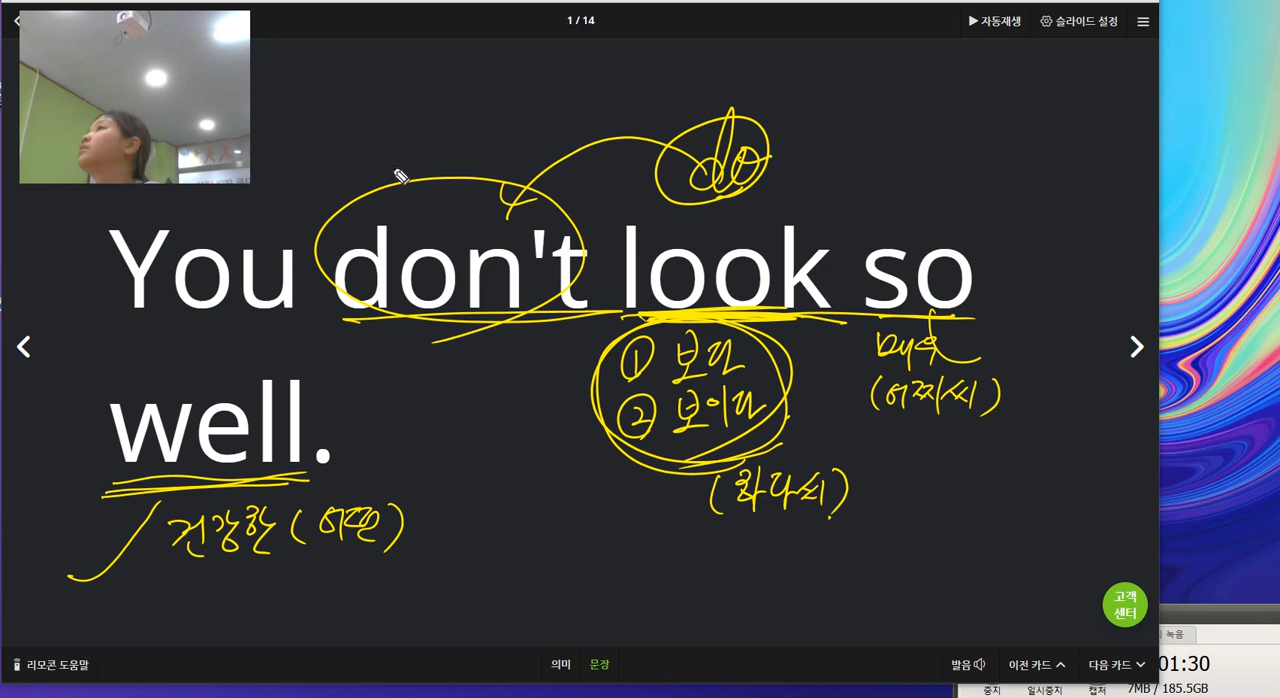 1 / 14
자동재생
슬라이드 설정
do
You don't look so
① 보다
② 보이다
매우
(어찌씨)
well.
(하다씨)
건강한 (어떤)
고객
센터
녹음
리모콘 도움말
의미
문장
발음
이전 카드
다음 카드
01:30
중지
일시중지
캡처
7MB / 185.5GB